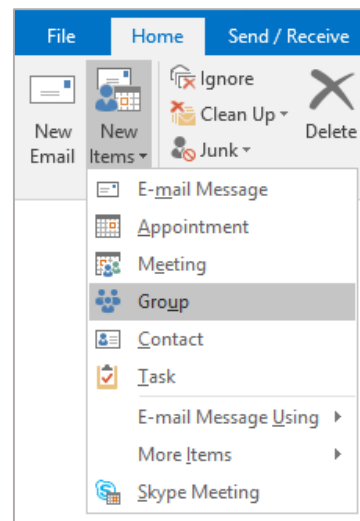 File Home Send / Receive
New Email
New Items
Ignore
Clean Up
Junk
Delete
E-mail Message
Appointment
Meeting
Group
Contact
Task
E-mail Message Using
More Items
Skype Meeting